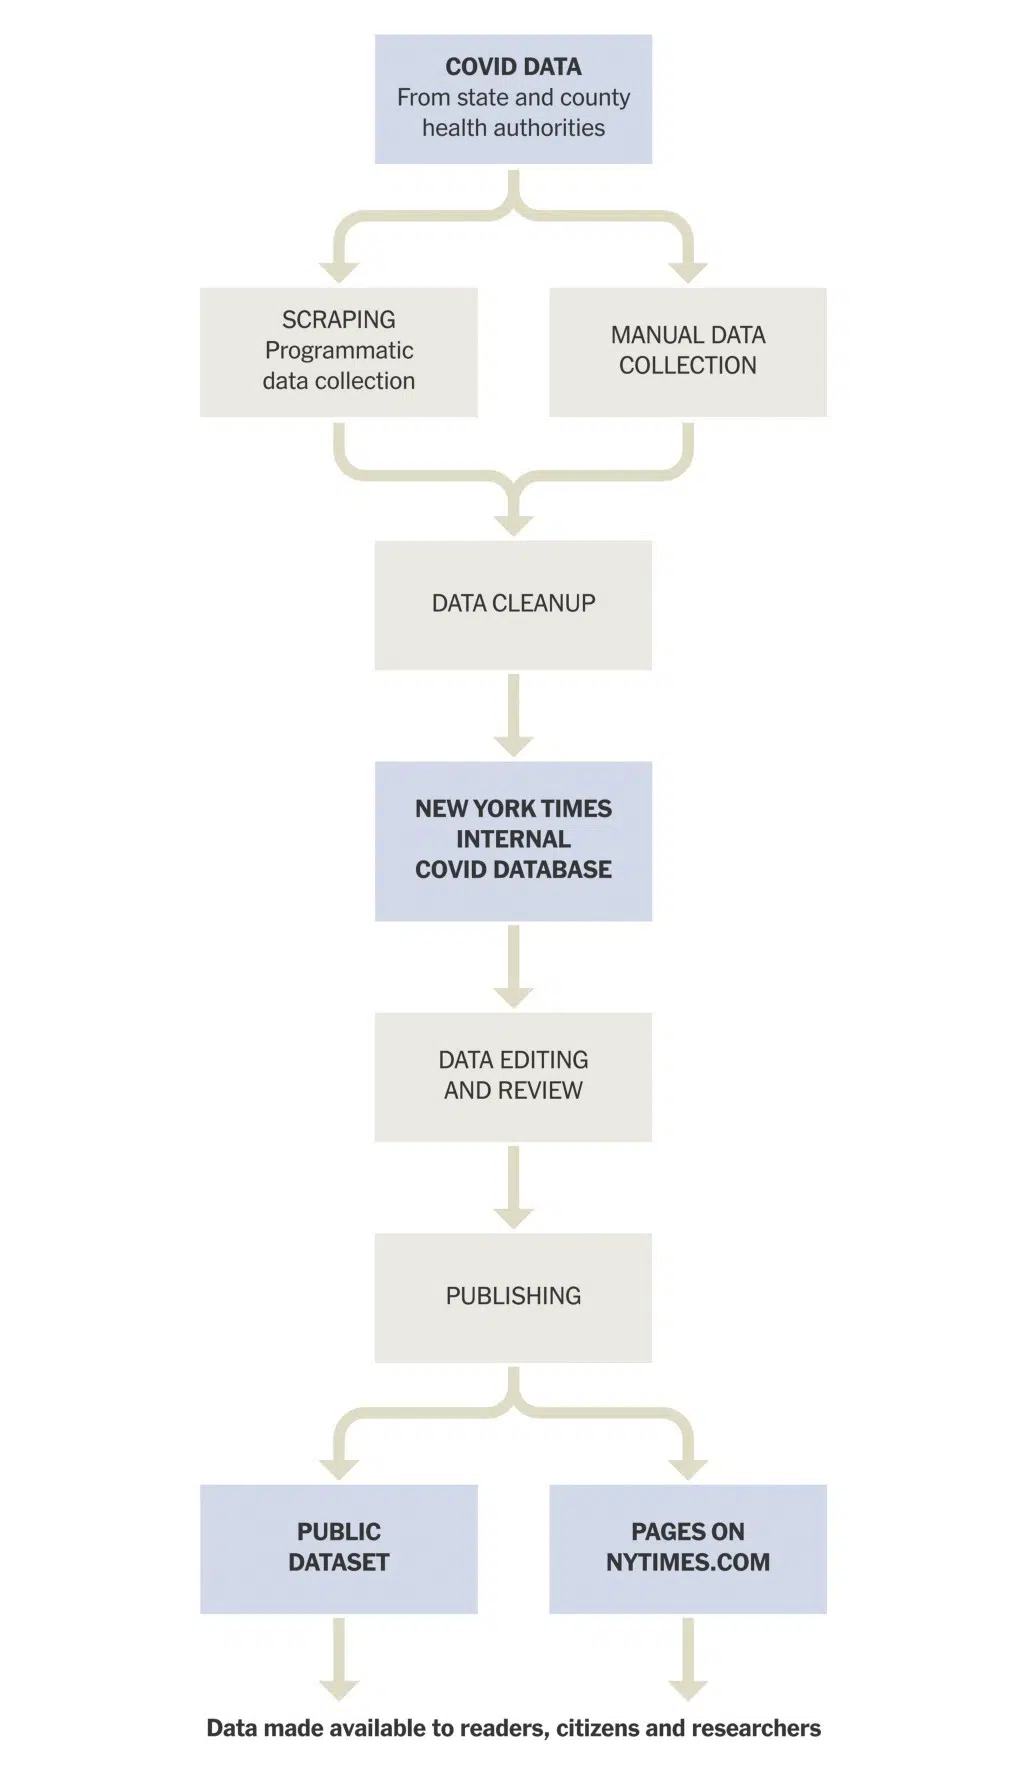 COVID DATA
From state and county
health authorities
SCRAPING
Programmatic
data collection
MANUAL DATA
COLLECTION
DATA CLEANUP
NEW YORK TIMES
INTERNAL
COVID DATABASE
DATA EDITING
AND REVIEW
PUBLISHING
PUBLIC
DATASET
PAGES ON
NYTIMES.COM
Data made available to readers, citizens and researchers